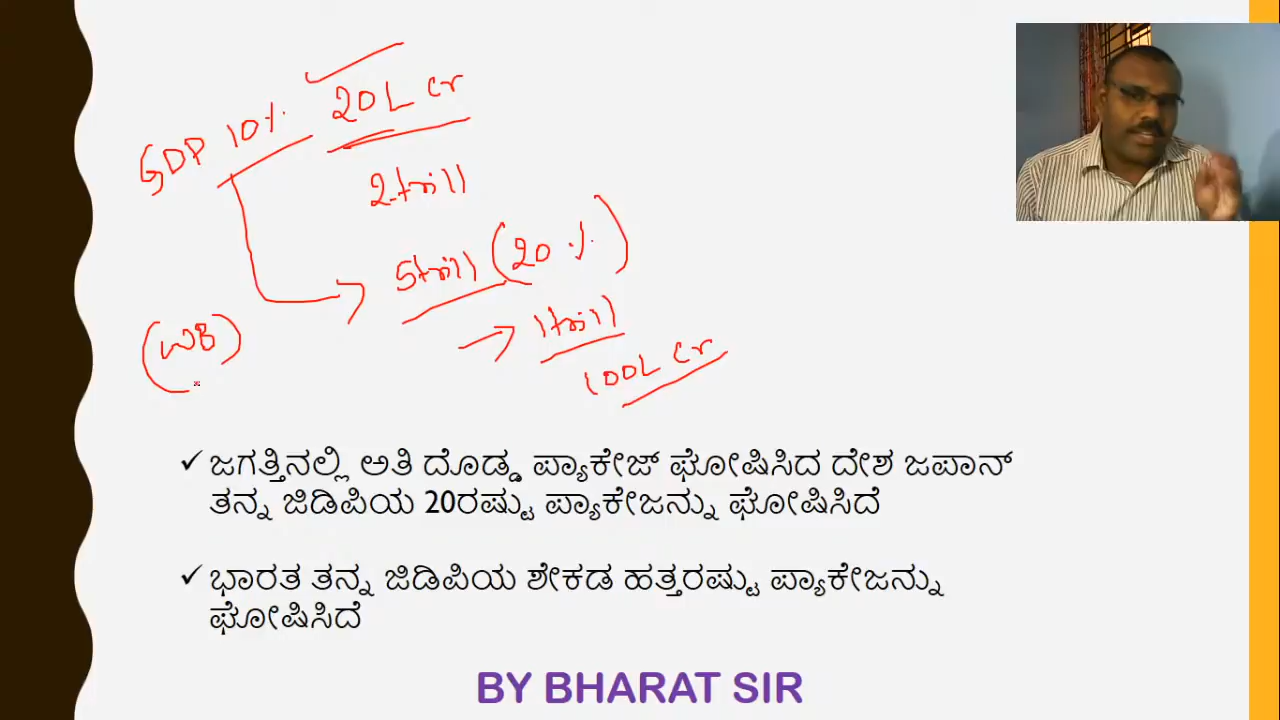 GDP 10% 20L cr
2 trill
5 trill (20%)
→ 1 trill
(WB)
100L cr
✓ ಜಗತ್ತಿನಲ್ಲಿ ಅತಿ ದೊಡ್ಡ ಪ್ಯಾಕೇಜ್ ಘೋಷಿಸಿದ ದೇಶ ಜಪಾನ್
ತನ್ನ ಜಿಡಿಪಿಯ 20ರಷ್ಟು ಪ್ಯಾಕೇಜನ್ನು ಘೋಷಿಸಿದೆ
✓ ಭಾರತ ತನ್ನ ಜಿಡಿಪಿಯ ಶೇಕಡ ಹತ್ತರಷ್ಟು ಪ್ಯಾಕೇಜನ್ನು
ಘೋಷಿಸಿದೆ
BY BHARAT SIR